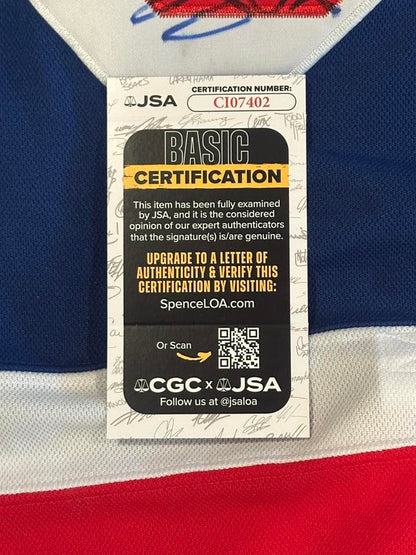 JSA
CERTIFICATION NUMBER:
CI07402
BASIC
CERTIFICATION
This item has been fully examined
by JSA, and it is the considered
opinion of our expert authenticators
that the signature(s) is/are genuine.
UPGRADE TO A LETTER OF
AUTHENTICITY & VERIFY THIS
CERTIFICATION BY VISITING:
SpenceLOA.com
Or Scan
CGC x JSA
Follow us at @jsaloa